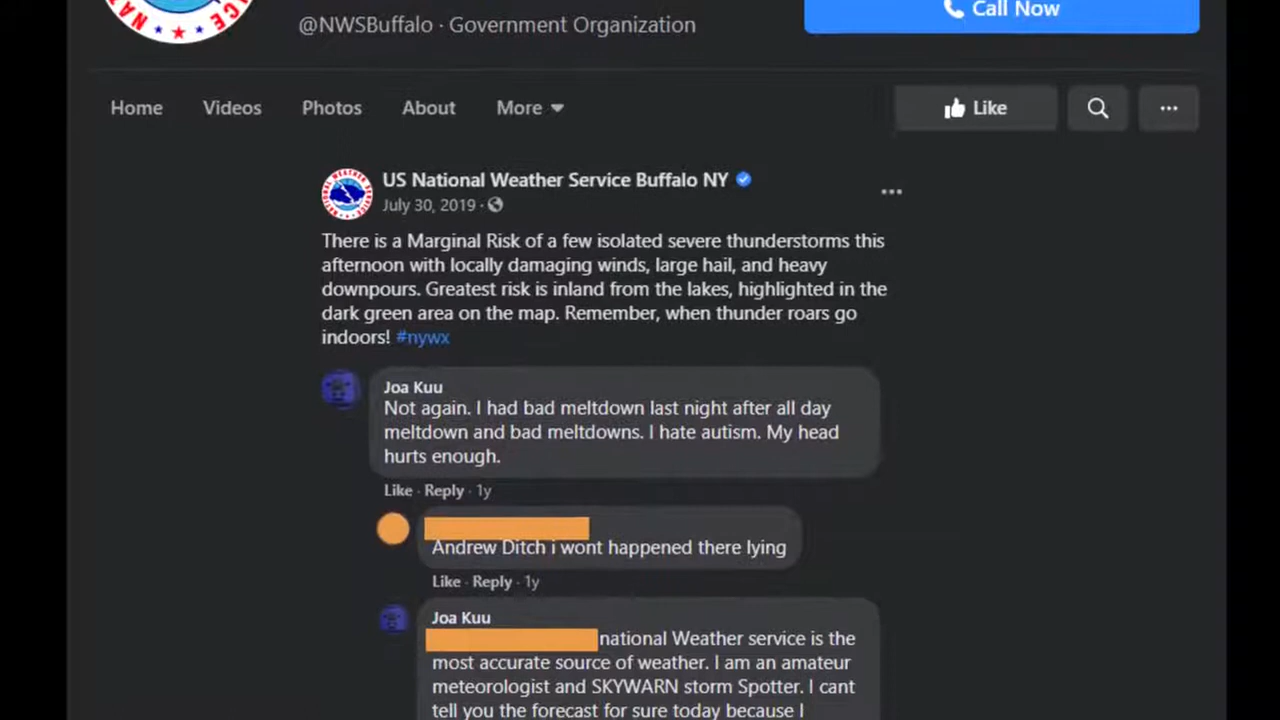 @NWSBuffalo · Government Organization
Call Now
Home Videos Photos About More
Like
US National Weather Service Buffalo NY
July 30, 2019 ·
There is a Marginal Risk of a few isolated severe thunderstorms this
afternoon with locally damaging winds, large hail, and heavy
downpours. Greatest risk is inland from the lakes, highlighted in the
dark green area on the map. Remember, when thunder roars go
indoors! #nywx
Joa Kuu
Not again. I had bad meltdown last night after all day
meltdown and bad meltdowns. I hate autism. My head
hurts enough.
Like · Reply · 1y
Andrew Ditch i wont happened there lying
Like · Reply · 1y
Joa Kuu
national Weather service is the
most accurate source of weather. I am an amateur
meteorologist and SKYWARN storm Spotter. I cant
tell you the forecast for sure today because I